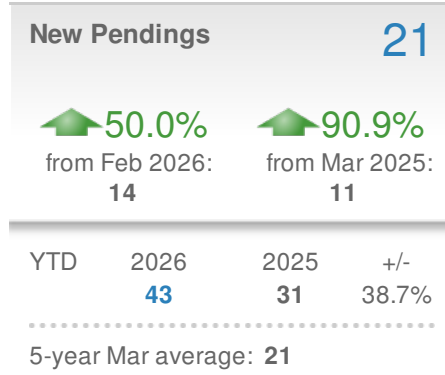 New Pendings 21
50.0% 90.9%
from Feb 2026: from Mar 2025:
14 11
YTD 2026 2025 +/-
43 31 38.7%
5-year Mar average: 21